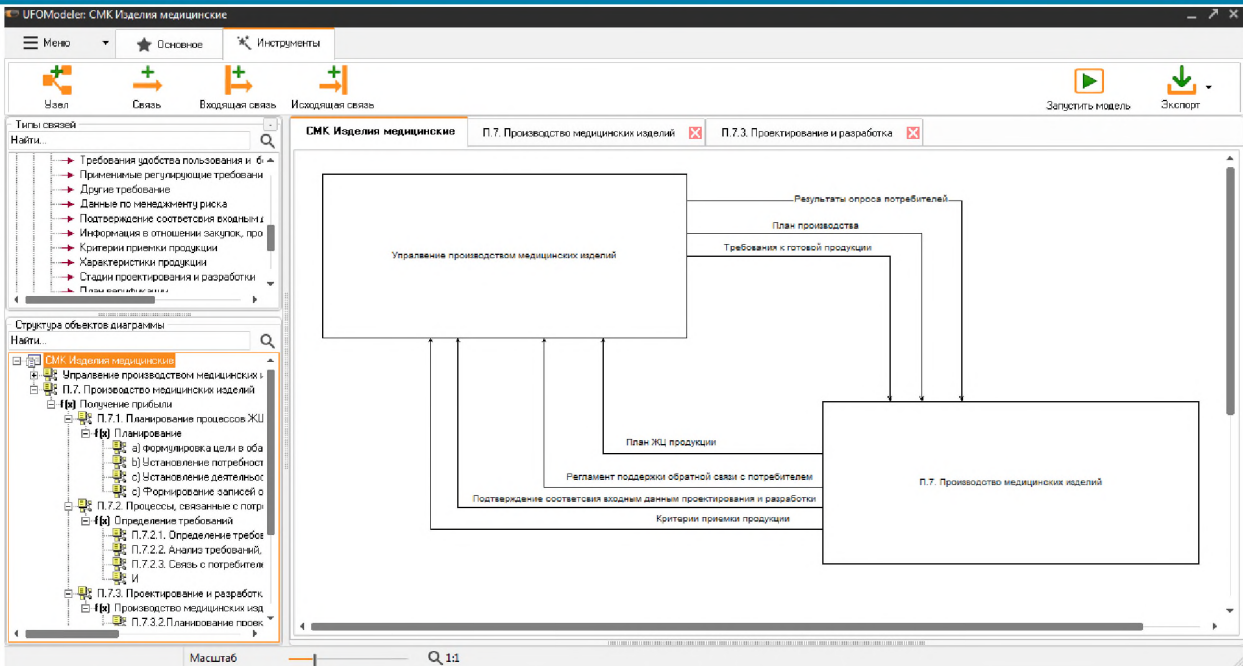 UFOModeler: СМК Изделия медицинские
Меню
Основное
Инструменты
Узел
Связь
Входящая связь
Исходящая связь
Запустить модель
Экспорт
Типы связей
Найти...
Требования удобства пользования и
Применимые регулирующие требовани
Другие требование
Данные по менеджменту риска
Подтверждение соответсвия входным
Информация в отношении закупок, про
Критерии приемки продукции
Характеристики продукции
Стадии проектирования и разработки
План верификации
Структура объектов диаграммы
Найти...
СМК Изделия медицинские
Управление производством медицинских
П.7. Производство медицинских изделий
f(x) Получение прибыли
П.7.1. Планирование процессов ЖЦ
f(x) Планирование
a) Формулировка цели в оба
b) Установление потребност
c) Установление деятельнос
c) Формирование записей о
П.7.2. Процессы, связанные с потр
f(x) Определение требований
П.7.2.1. Определение требов
П.7.2.2. Анализ требований,
П.7.2.3. Связь с потребителе
И
П.7.3. Проектирование и разработк
f(x) Производство медицинских изд
П.7.3.2.Планирование проек
СМК Изделия медицинские
П.7. Производство медицинских изделий
П.7.3. Проектирование и разработка
Результаты опроса потребителей
План производства
Требования к готовой продукции
Упралвение производством медицинских изделий
План ЖЦ продукции
Регламент поддержки обратной связи с потребителем
Подтверждение соответсвия входным данным проектирования и разработки
Критерии приемки продукции
П.7. Производство медицинских изделий
Масштаб
1:1